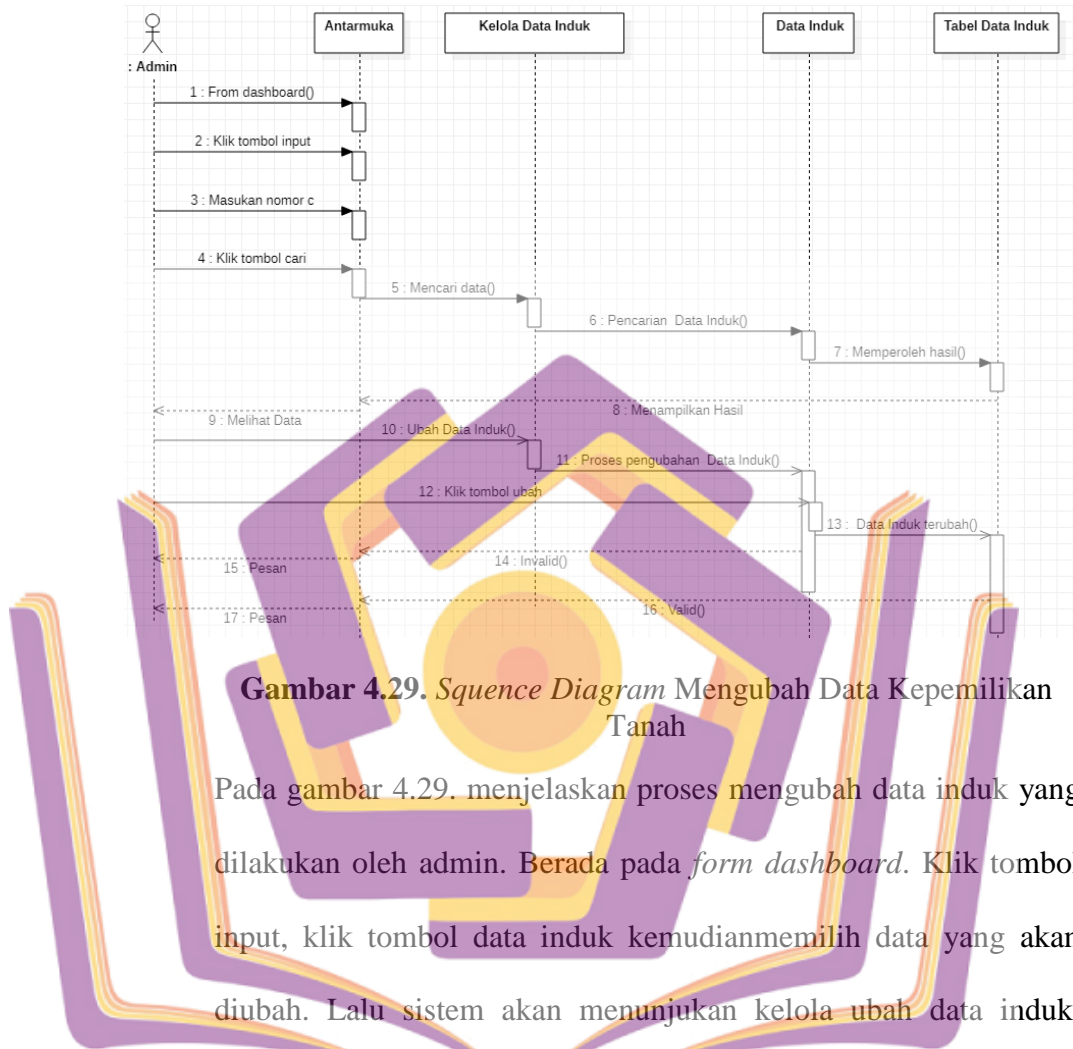 Antarmuka
Kelola Data Induk
Data Induk
Tabel Data Induk
: Admin
1 : From dashboard()
2 : Klik tombol input
3 : Masukan nomor c
4 : Klik tombol cari
5 : Mencari data()
6 : Pencarian Data Induk()
7 : Memperoleh hasil()
8 : Menampilkan Hasil
9 : Melihat Data
10 : Ubah Data Induk()
11 : Proses pengubahan Data Induk()
12 : Klik tombol ubah
13 : Data Induk terubah()
14 : Invalid()
15 : Pesan
16 : Valid()
17 : Pesan
Gambar 4.29. Squence Diagram Mengubah Data Kepemilikan
Tanah
Pada gambar 4.29. menjelaskan proses mengubah data induk yang
dilakukan oleh admin. Berada pada form dashboard. Klik tombol
input, klik tombol data induk kemudianmemilih data yang akan
diubah. Lalu sistem akan menunjukan kelola ubah data induk